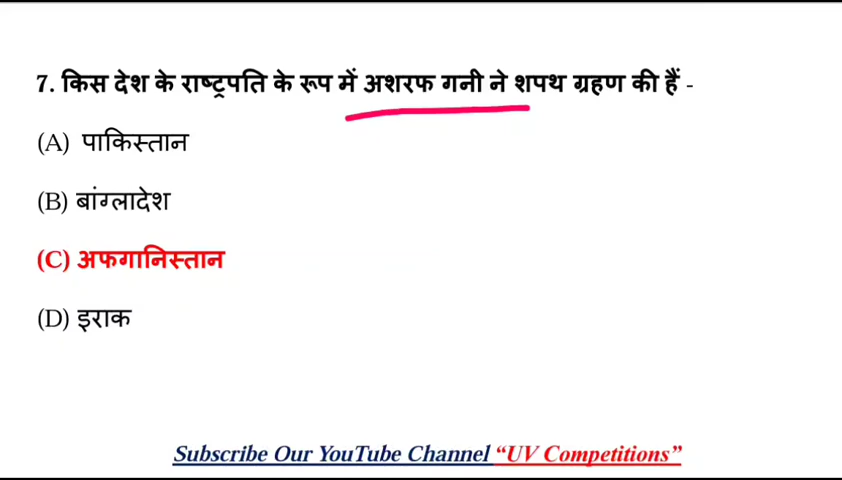 7. किस देश के राष्ट्रपति के रूप में अशरफ गनी ने शपथ ग्रहण की हैं -
(A) पाकिस्तान
(B) बांग्लादेश
(C) अफगानिस्तान
(D) इराक
Subscribe Our YouTube Channel “UV Competitions”